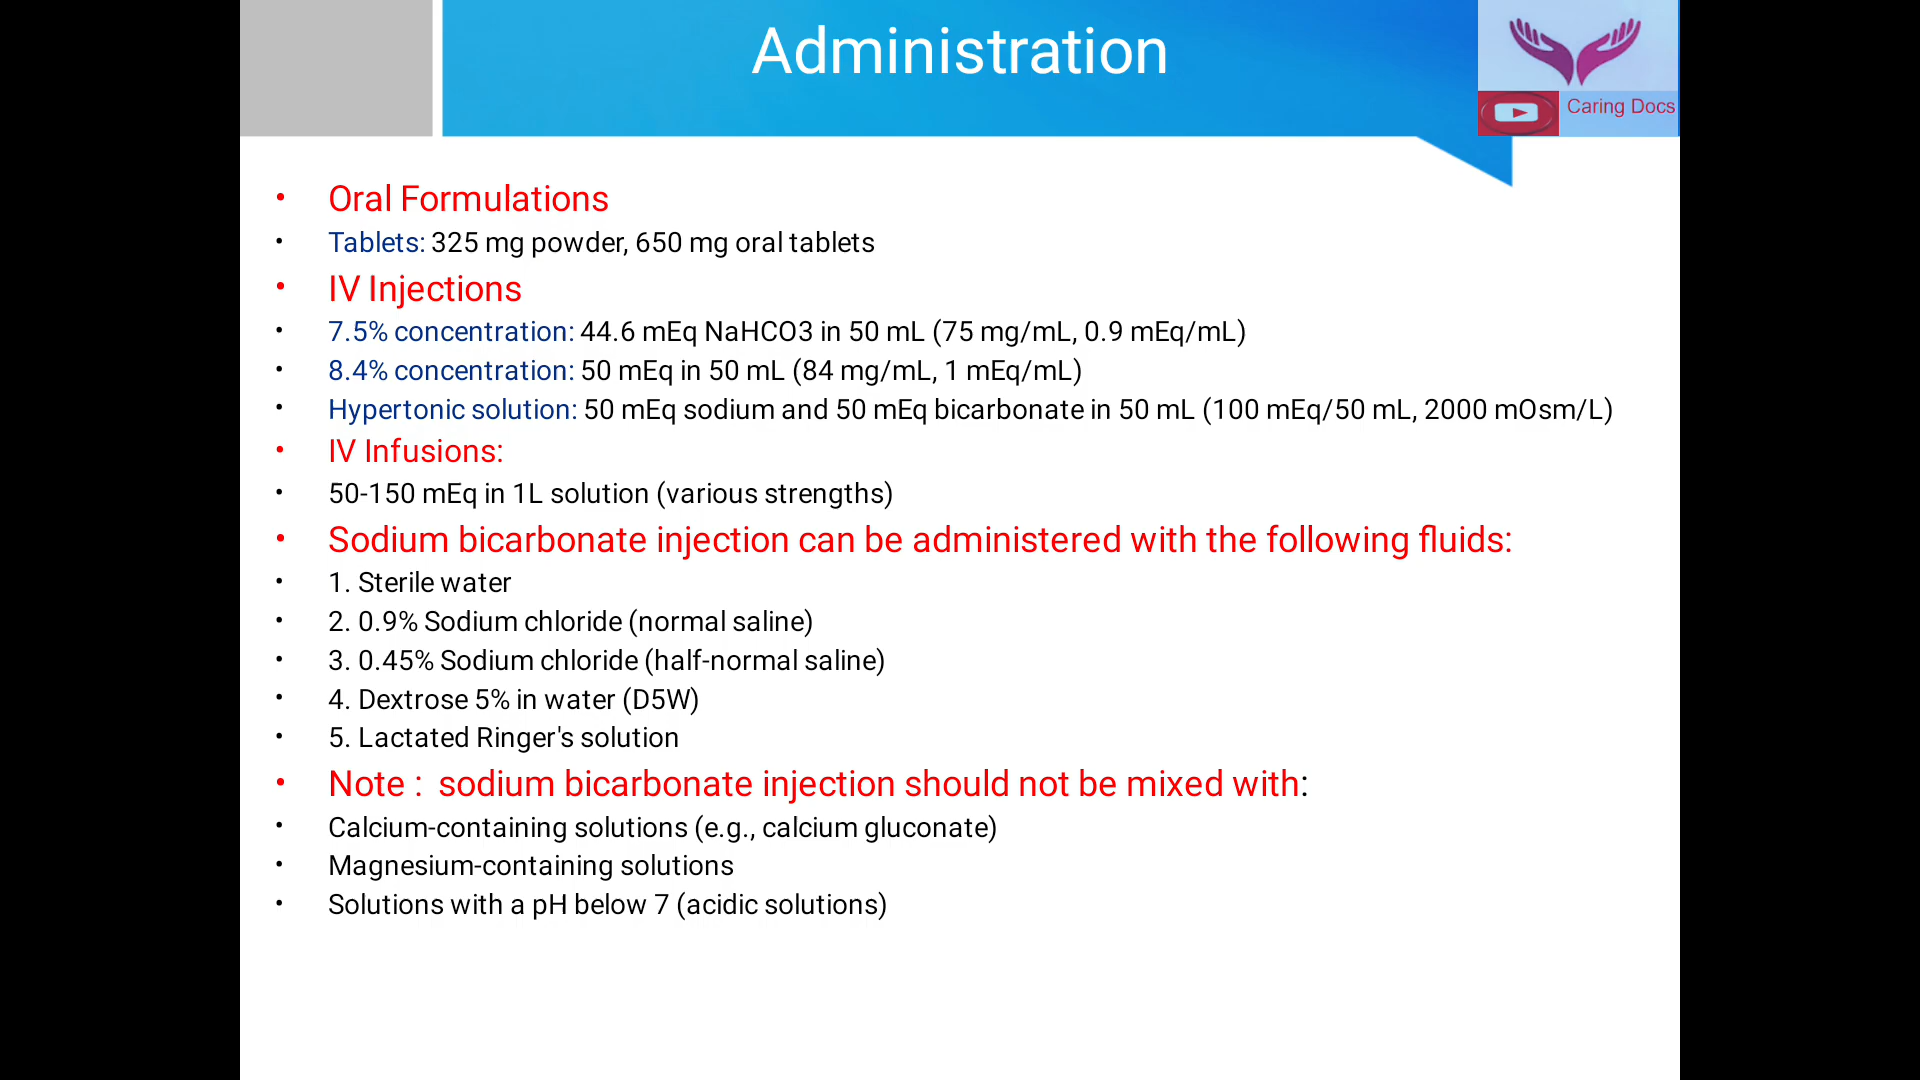 Administration
Caring Docs
• Oral Formulations
• Tablets: 325 mg powder, 650 mg oral tablets
• IV Injections
• 7.5% concentration: 44.6 mEq NaHCO3 in 50 mL (75 mg/mL, 0.9 mEq/mL)
• 8.4% concentration: 50 mEq in 50 mL (84 mg/mL, 1 mEq/mL)
• Hypertonic solution: 50 mEq sodium and 50 mEq bicarbonate in 50 mL (100 mEq/50 mL, 2000 mOsm/L)
• IV Infusions:
• 50-150 mEq in 1L solution (various strengths)
• Sodium bicarbonate injection can be administered with the following fluids:
• 1. Sterile water
• 2. 0.9% Sodium chloride (normal saline)
• 3. 0.45% Sodium chloride (half-normal saline)
• 4. Dextrose 5% in water (D5W)
• 5. Lactated Ringer's solution
• Note :  sodium bicarbonate injection should not be mixed with:
• Calcium-containing solutions (e.g., calcium gluconate)
• Magnesium-containing solutions
• Solutions with a pH below 7 (acidic solutions)